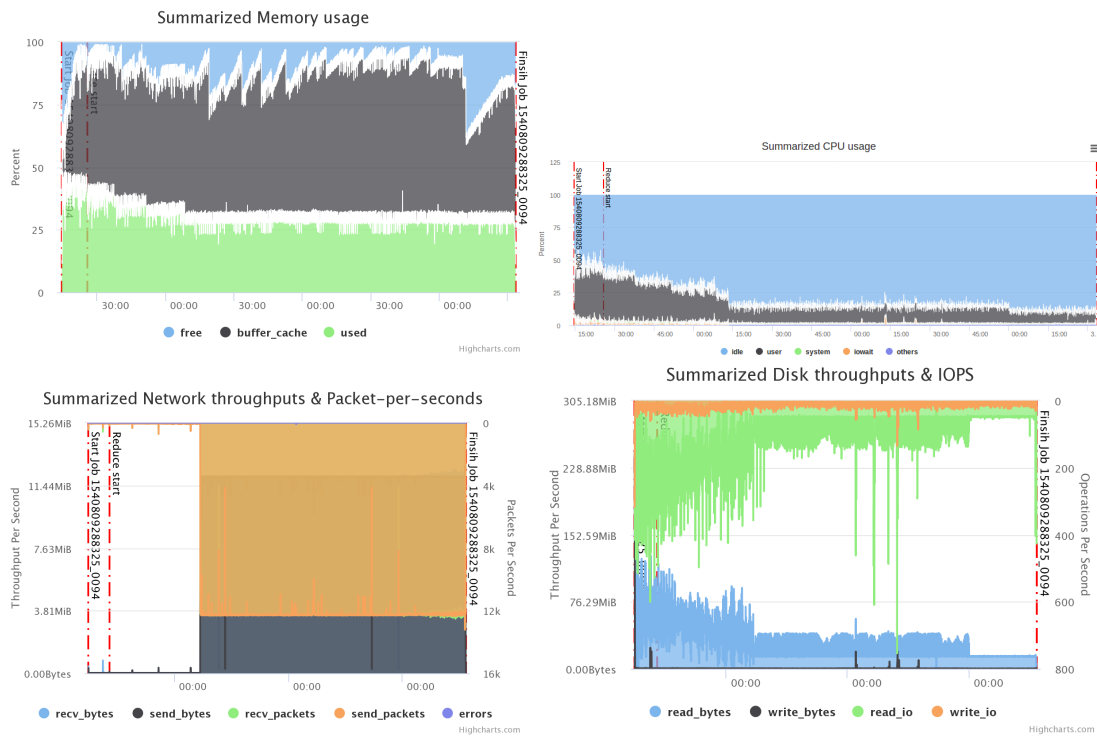 Summarized Memory usage
100
75
50
25
0
Percent
Start Jo
809288
0094
e start
Finsih Job 1540809288325_0094
30:00
00:00
30:00
00:00
30:00
00:00
free
buffer_cache
used
Highcharts.com
Summarized CPU usage
125
100
75
50
25
0
Percent
Start Job 1540809288325_0094
Reduce start
15:00
30:00
45:00
00:00
15:00
30:00
45:00
00:00
15:00
30:00
45:00
00:00
15:00
3..
idle
user
system
iowait
others
Summarized Network throughputs & Packet-per-seconds
15.26MiB
11.44MiB
7.63MiB
3.81MiB
0.00Bytes
Throughput Per Second
0
4k
8k
12k
16k
Packets Per Second
Start Job 1540809288325_0094
Reduce start
Finsih Job 1540809288325_0094
00:00
00:00
00:00
recv_bytes
send_bytes
recv_packets
send_packets
errors
Highcharts.com
Summarized Disk throughputs & IOPS
305.18MiB
228.88MiB
152.59MiB
76.29MiB
0.00Bytes
Throughput Per Second
0
200
400
600
800
Operations Per Second
Finsih Job 1540809288325_0094
00:00
00:00
00:00
read_bytes
write_bytes
read_io
write_io
Highcharts.com